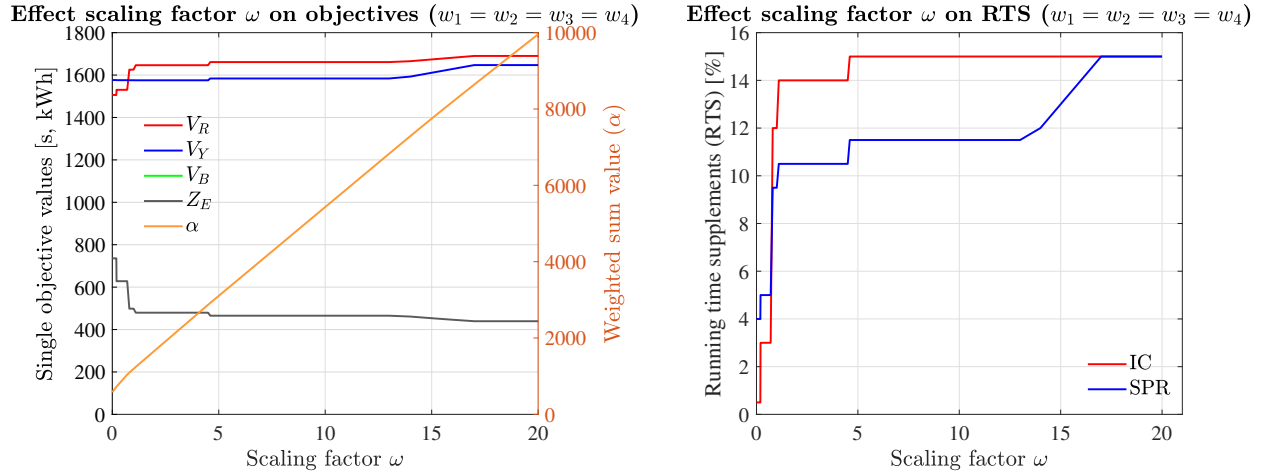 Effect scaling factor ω on objectives (w₁ = w₂ = w₃ = w₄)
Single objective values [s, kWh]
1800
1600
1400
1200
1000
800
600
400
200
0
V_R
V_Y
V_B
Z_E
α
10000
8000
6000
4000
2000
0
Weighted sum value (α)
0 5 10 15 20
Scaling factor ω
Effect scaling factor ω on RTS (w₁ = w₂ = w₃ = w₄)
Running time supplements (RTS) [%]
16
14
12
10
8
6
4
2
0
IC
SPR
0 5 10 15 20
Scaling factor ω